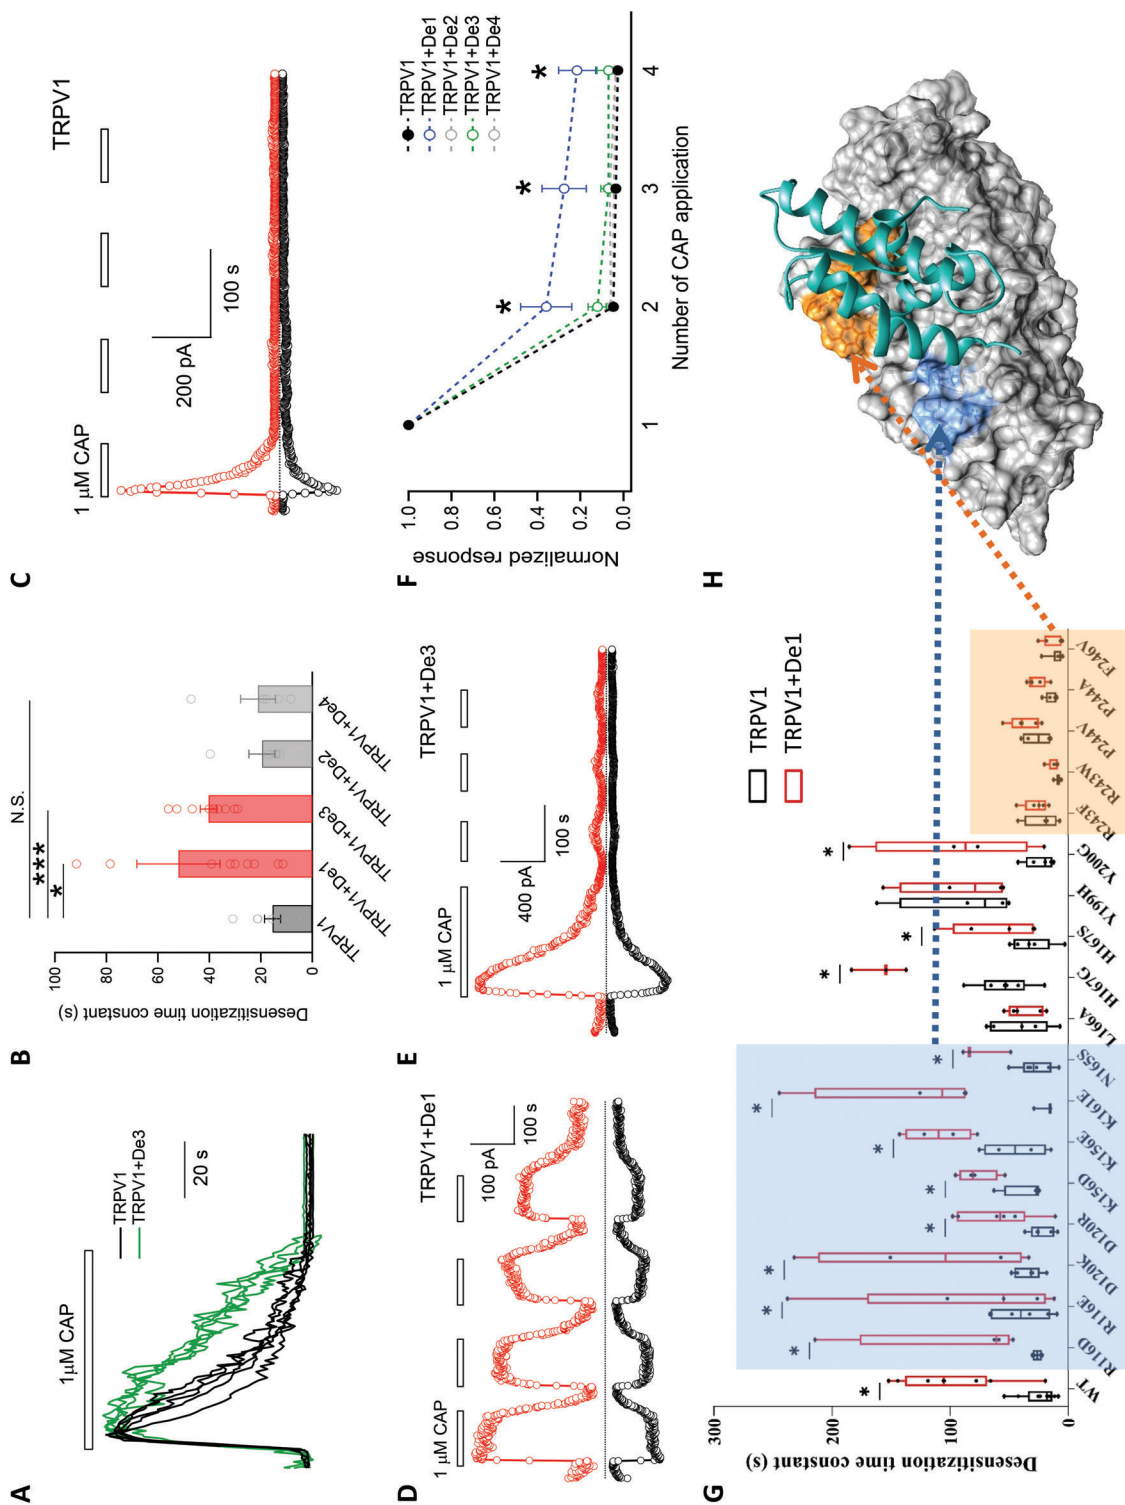 A
1μM CAP
TRPV1
TRPV1+De3
20 s
B
Desensitization time constant (s)
100
80
60
40
20
0
N.S.
***
*
TRPV1
TRPV1+De1
TRPV1+De3
TRPV1+De2
TRPV1+De4
C
1 μM CAP
TRPV1
200 pA
100 s
D
1 μM CAP
TRPV1+De1
100 pA
100 s
E
1 μM CAP
TRPV1+De3
400 pA
100 s
F
Normalized response
1.0
0.8
0.6
0.4
0.2
0.0
1
2
3
4
Number of CAP application
TRPV1
TRPV1+De1
TRPV1+De2
TRPV1+De3
TRPV1+De4
* * *
G
Desensitization time constant (s)
300
200
100
0
TRPV1
TRPV1+De1
* * * * * * * * * * * *
WT
R116D
R116E
D120K
D120R
K156D
K156E
K161E
N165S
L166A
H167G
H167S
Y199H
Y200G
R243F
R243W
P244V
P244A
F246V
H